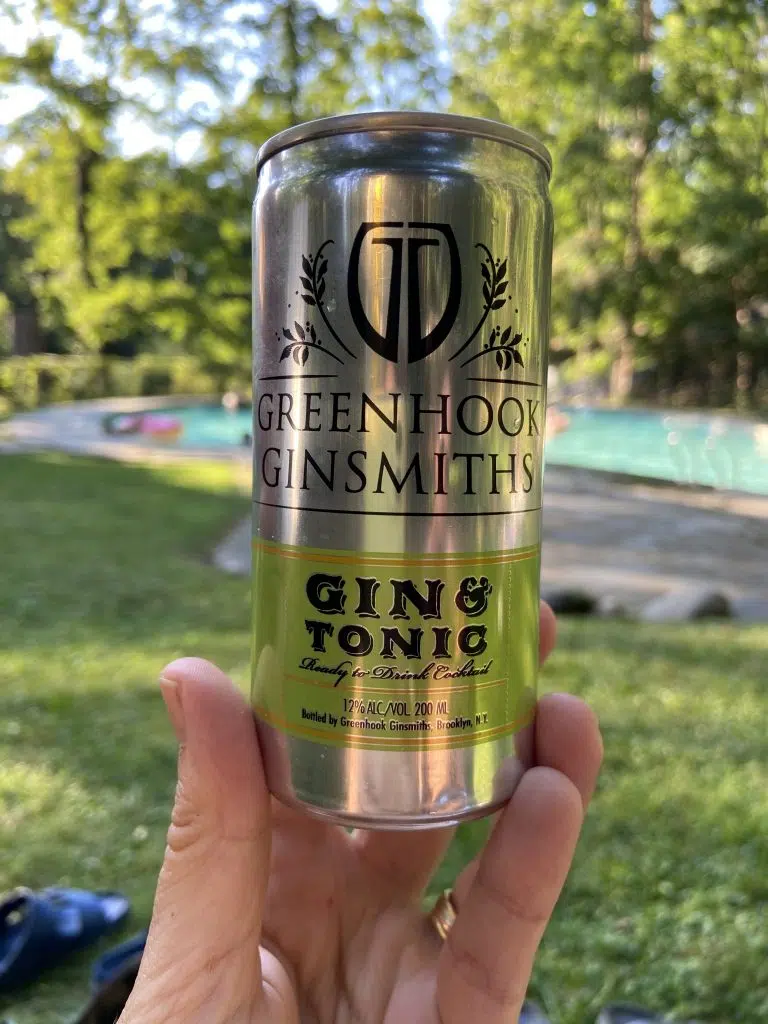 GREENHOOK
GINSMITHS
GIN &
TONIC
Ready to Drink Cocktail
12% ALC./VOL. 200 ML
Bottled by Greenhook Ginsmiths, Brooklyn, N.Y.